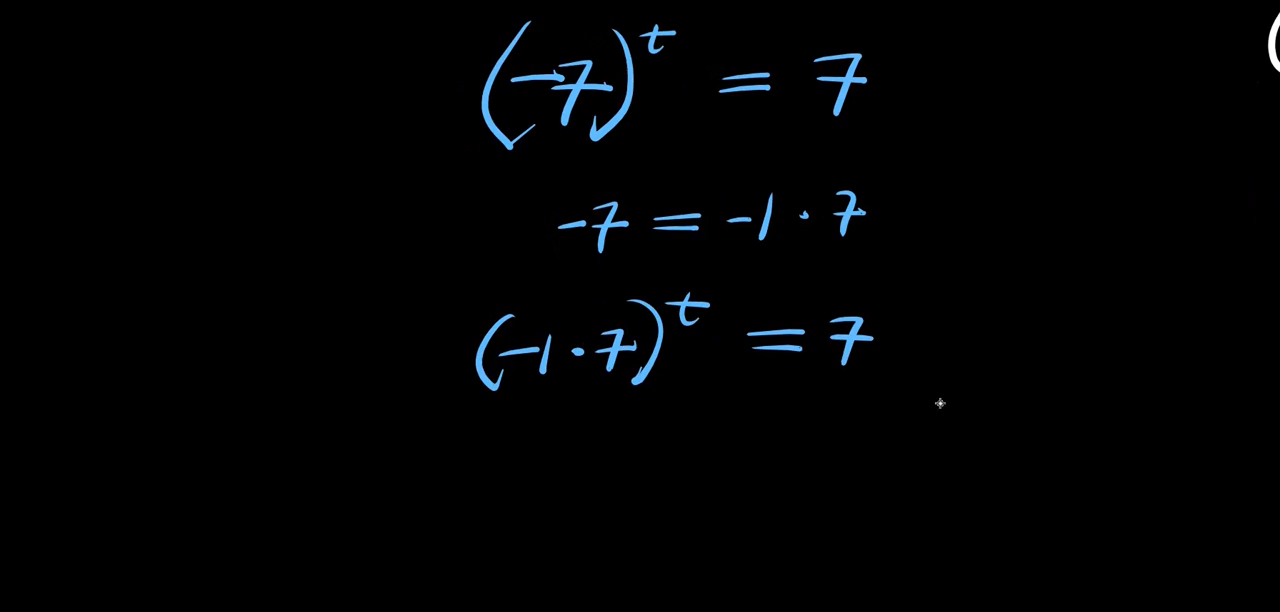 (-7)^t = 7
-7 = -1 · 7
(-1 · 7)^t = 7